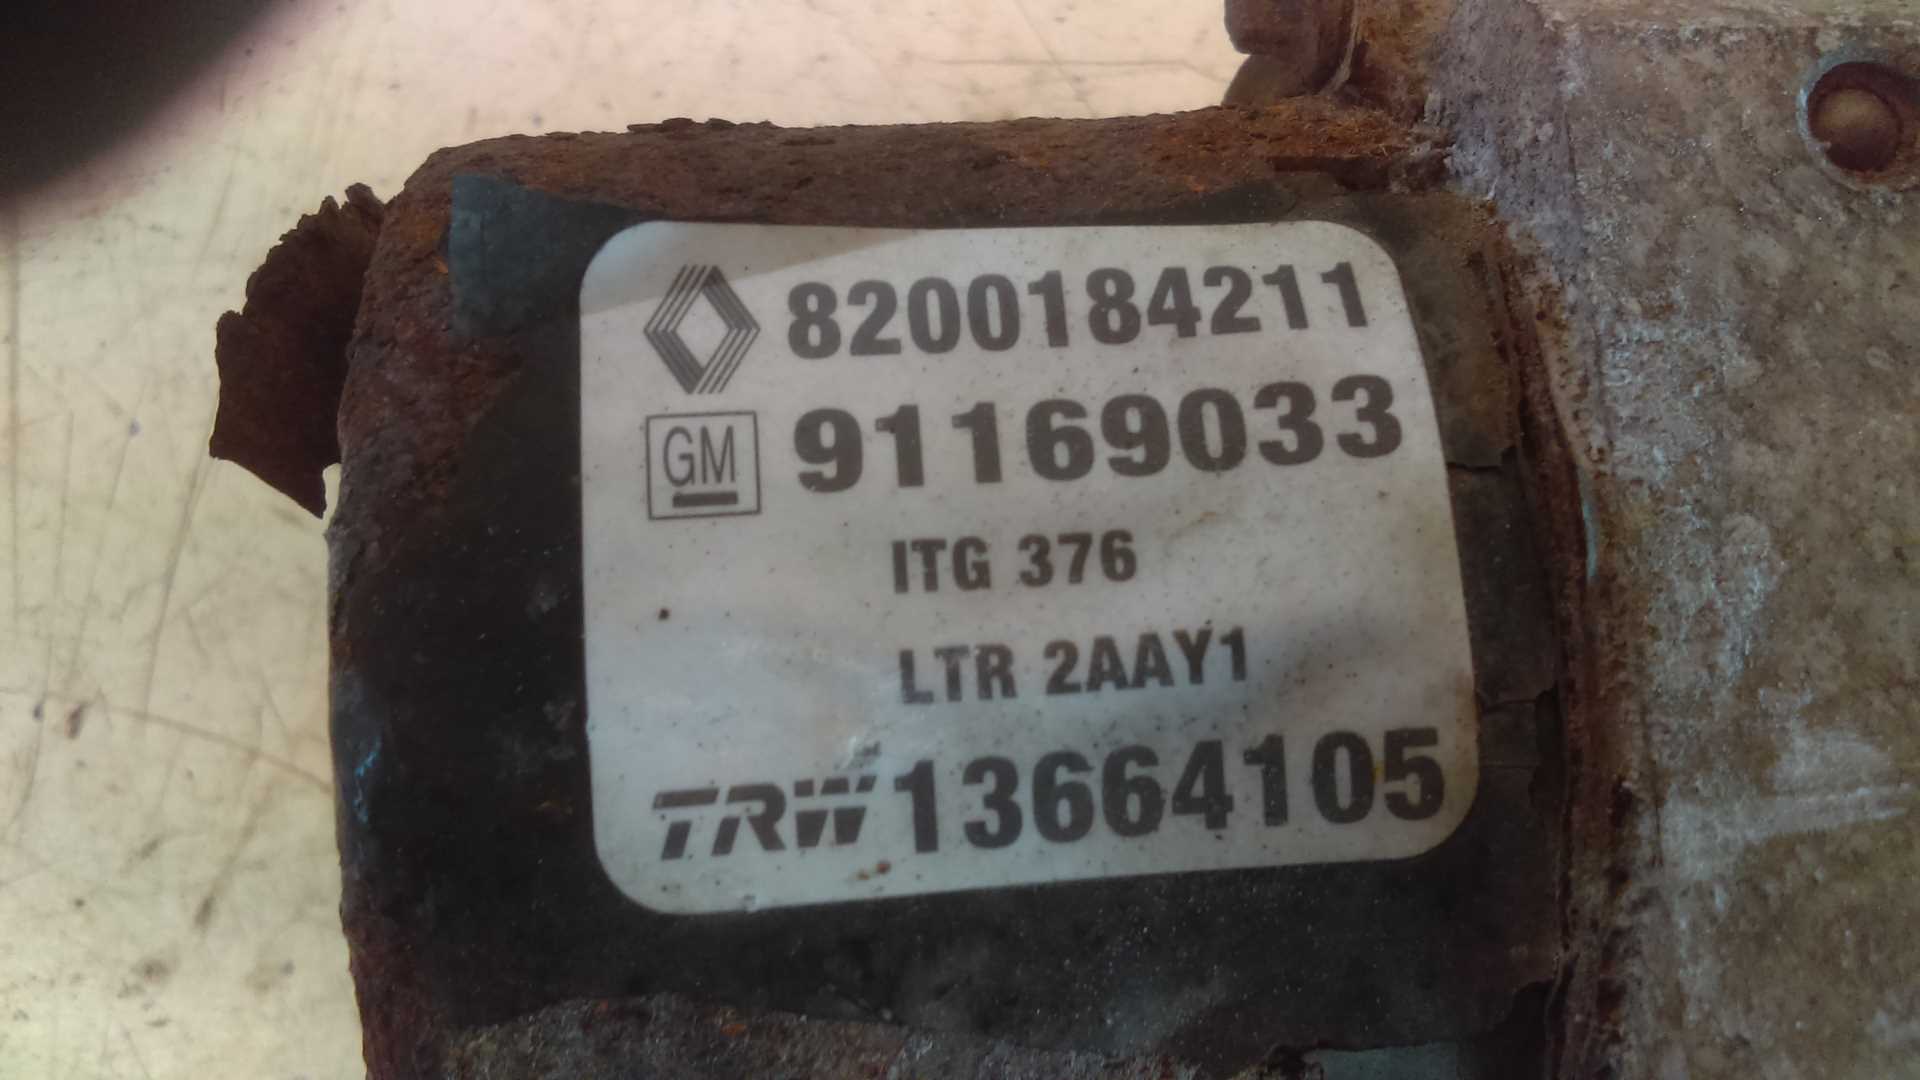 8200184211
GM 91169033
ITG 376
LTR 2AAY1
TRW 13664105